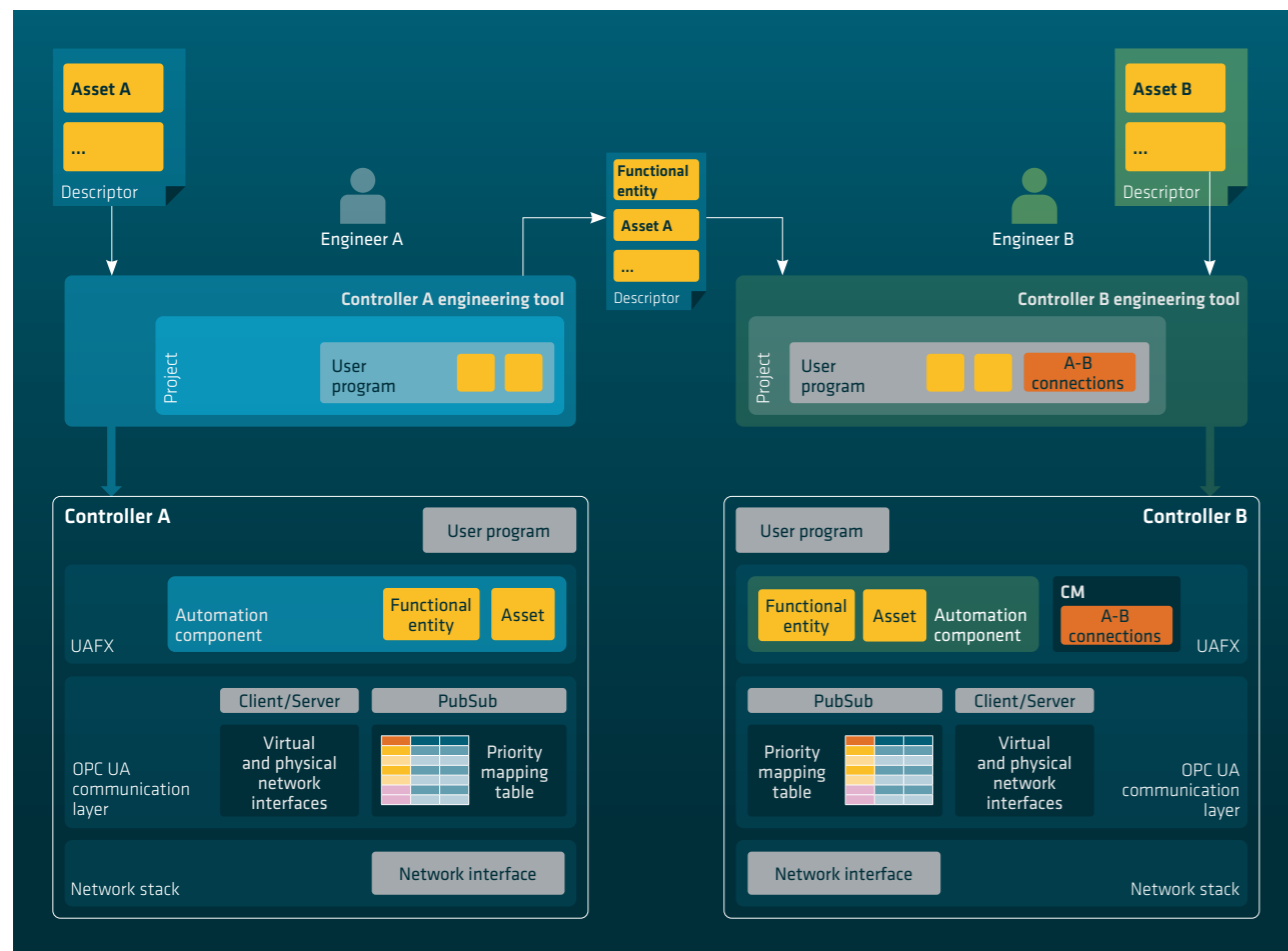 Asset A
...
Descriptor
Engineer A
Functional
entity
Asset A
...
Descriptor
Engineer B
Asset B
...
Descriptor
Controller A engineering tool
Project
User
program
Controller B engineering tool
Project
User
program
A-B
connections
Controller A
User program
UAFX
Automation
component
Functional
entity
Asset
OPC UA
communication
layer
Client/Server
PubSub
Virtual
and physical
network
interfaces
Priority
mapping
table
Network stack
Network interface
Controller B
User program
Functional
entity
Asset
Automation
component
CM
A-B
connections
UAFX
PubSub
Client/Server
Priority
mapping
table
Virtual
and physical
network
interfaces
OPC UA
communication
layer
Network interface
Network stack